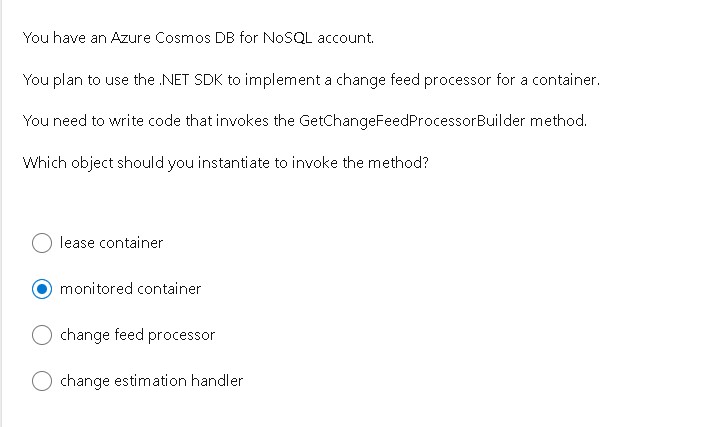 You have an Azure Cosmos DB for NoSQL account.
You plan to use the .NET SDK to implement a change feed processor for a container.
You need to write code that invokes the GetChangeFeedProcessorBuilder method.
Which object should you instantiate to invoke the method?
lease container
monitored container
change feed processor
change estimation handler